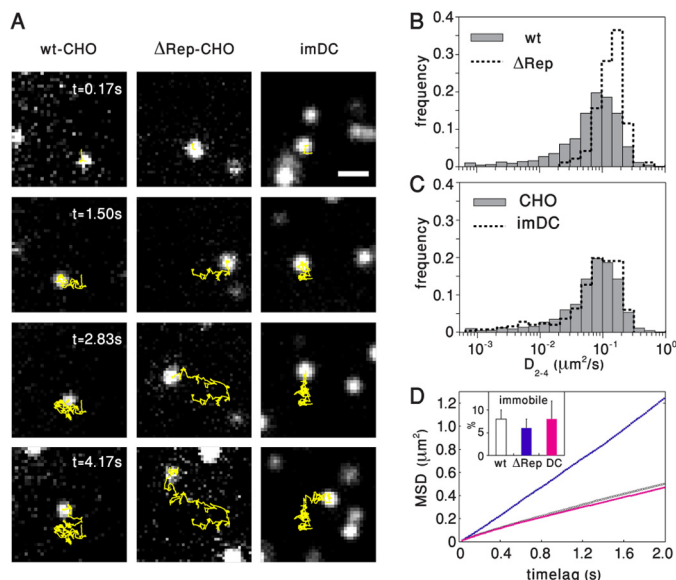 A
wt-CHO ΔRep-CHO imDC
t=0.17s
t=1.50s
t=2.83s
t=4.17s
B
frequency
0.4
0.3
0.2
0.1
0
wt
ΔRep
C
frequency
0.4
0.3
0.2
0.1
0
CHO
imDC
10⁻³ 10⁻² 10⁻¹ 10⁰
D₂₋₄(μm²/s)
D
MSD (μm²)
1.2
1.0
0.8
0.6
0.4
0.2
0
immobile
%
10
5
0
wt ΔRep DC
0.4 0.8 1.2 1.6 2.0
timelag (s)